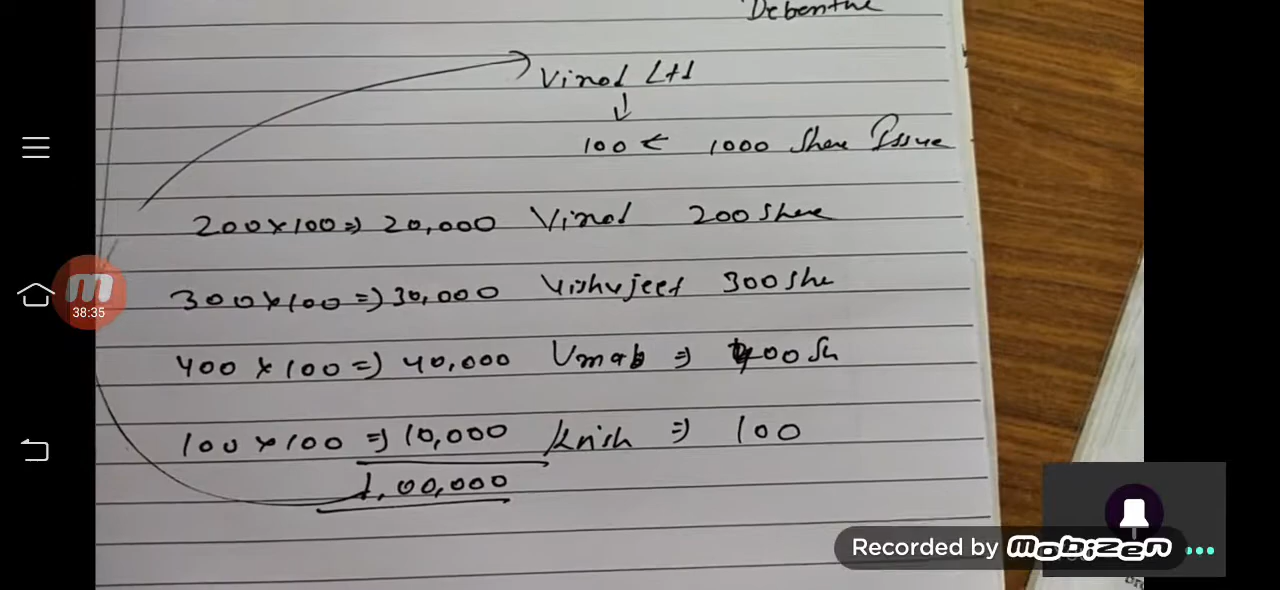 Debenture
Vinod Ltd
100 ← 1000 Share Issue
200 × 100 ⇒ 20,000 Vinod 200 Share
300 × 100 ⇒ 30,000 Vishvjeet 300 Sha
400 × 100 ⇒ 40,000 ⇒ 400 Sh
100 × 100 ⇒ 10,000 Krish ⇒ 100
1,00,000
38:35
Recorded by MOBIZEN